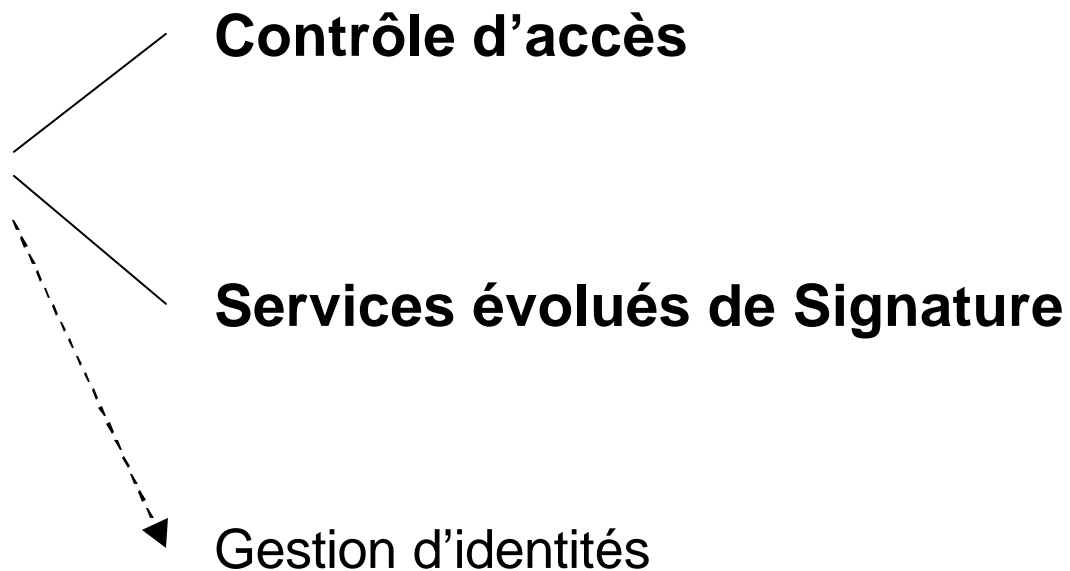 Contrôle d’accès
Services évolués de Signature
Gestion d’identités